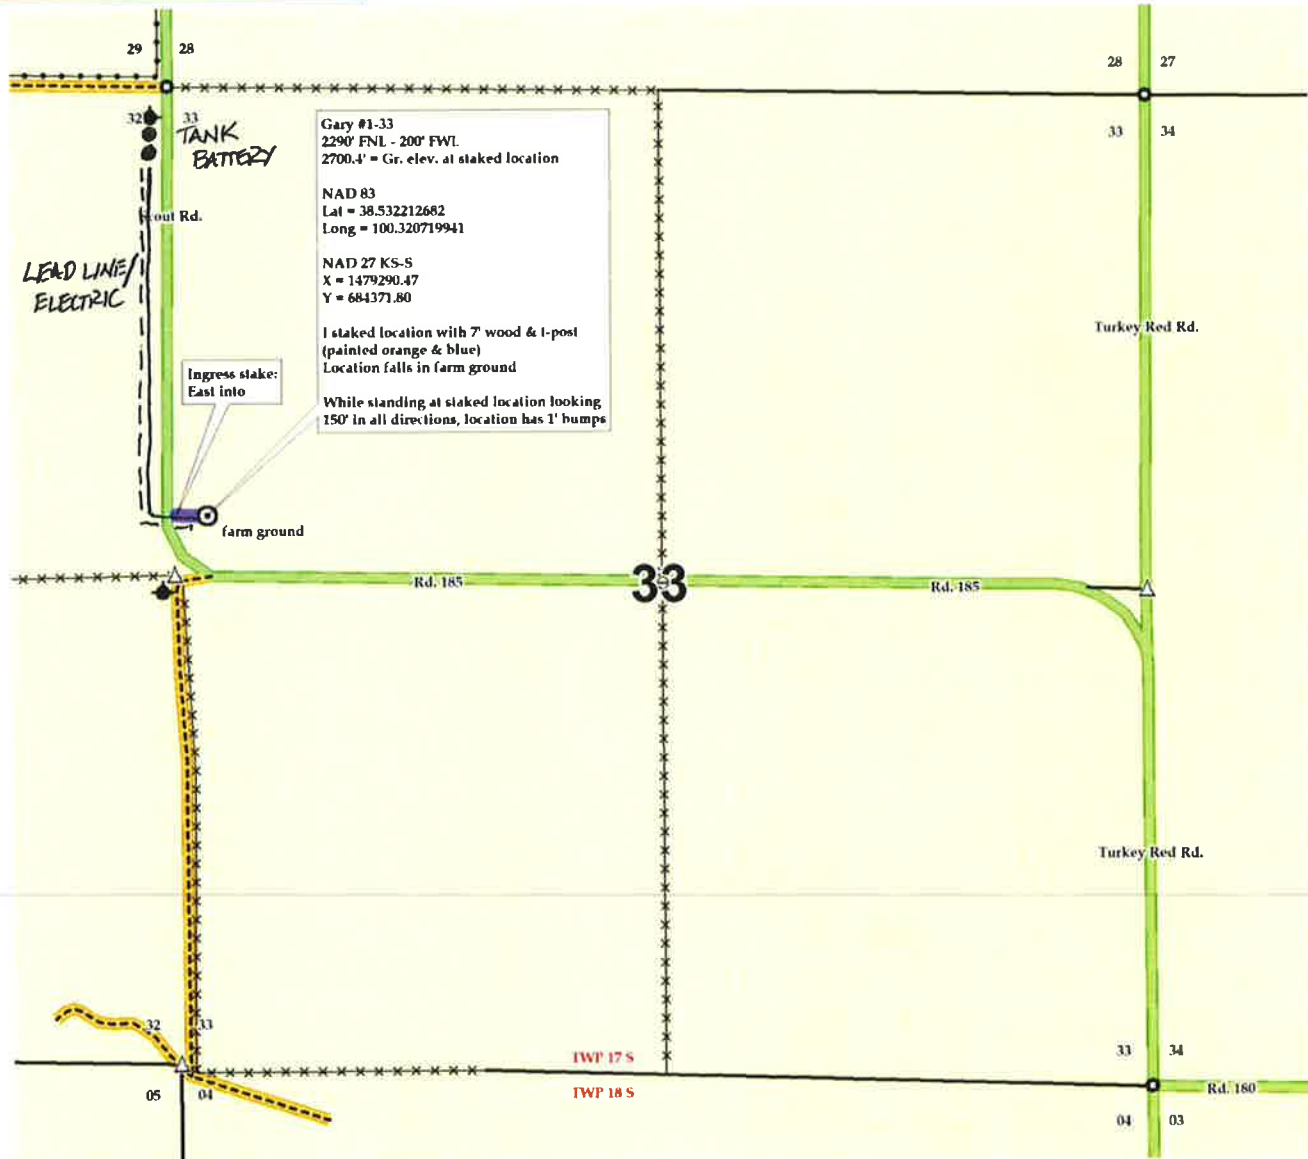 29 28
28 27
32 33
33 34
TANK
BATTERY
Gary #1-33
2290' FNL - 200' FWL
2700.4' = Gr. elev. at staked location
NAD 83
Lat = 38.532212682
Long = 100.320719941
NAD 27 KS-S
X = 1479290.47
Y = 684371.80
I staked location with 7' wood & t-post
(painted orange & blue)
Location falls in farm ground
While standing at staked location looking
150' in all directions, location has 1' bumps
out Rd.
LEAD LINE/
ELECTRIC
Turkey Red Rd.
Ingress stake:
East into
farm ground
Rd. 185
33
Rd. 185
Turkey Red Rd.
32 33
33 34
TWP 17 S
TWP 18 S
Rd. 180
05 04
04 03